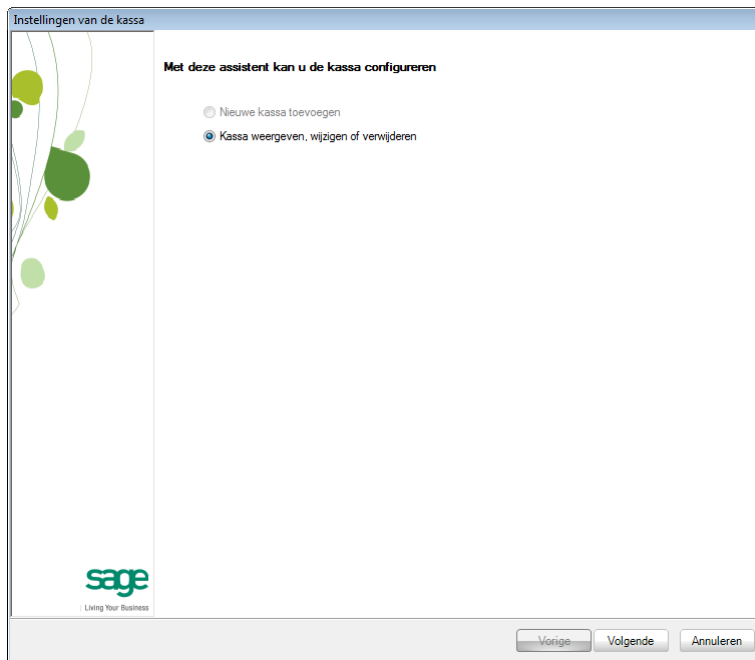 Instellingen van de kassa
Met deze assistent kan u de kassa configureren
Nieuwe kassa toevoegen
Kassa weergeven, wijzigen of verwijderen
sage
Living Your Business
Vorige
Volgende
Annuleren